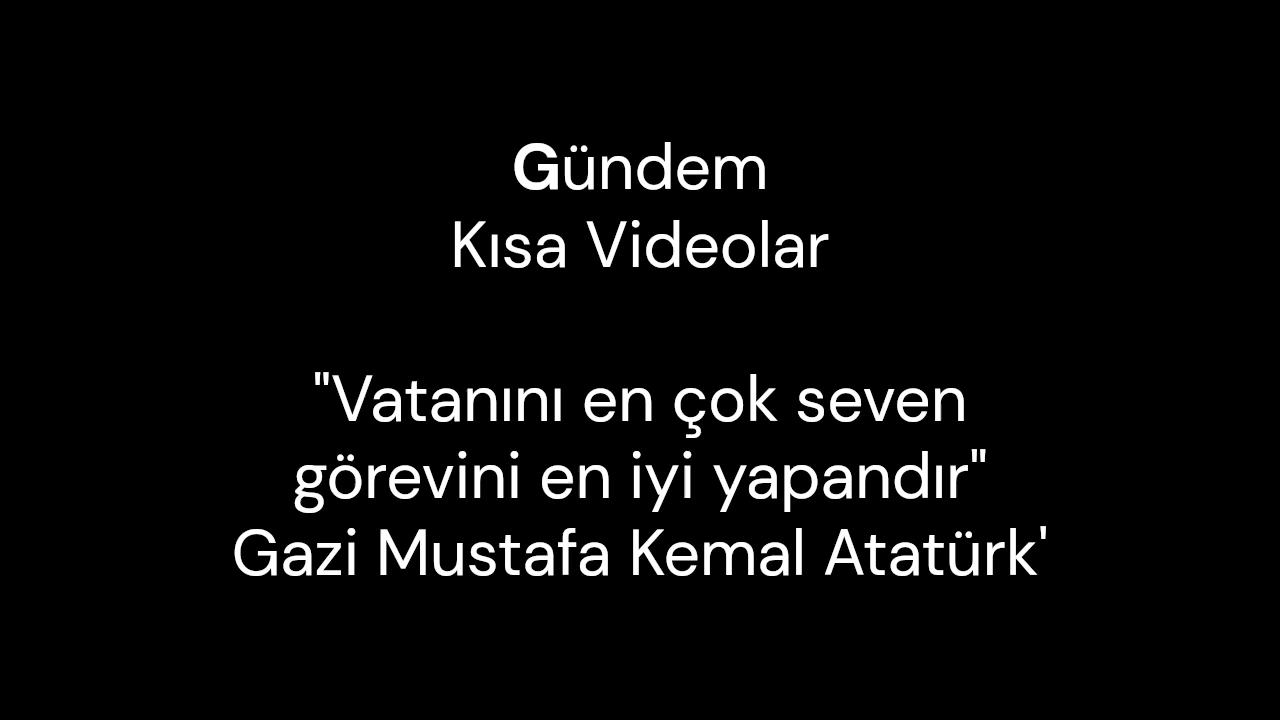 Gündem
Kısa Videolar
"Vatanını en çok seven
görevini en iyi yapandır"
Gazi Mustafa Kemal Atatürk'